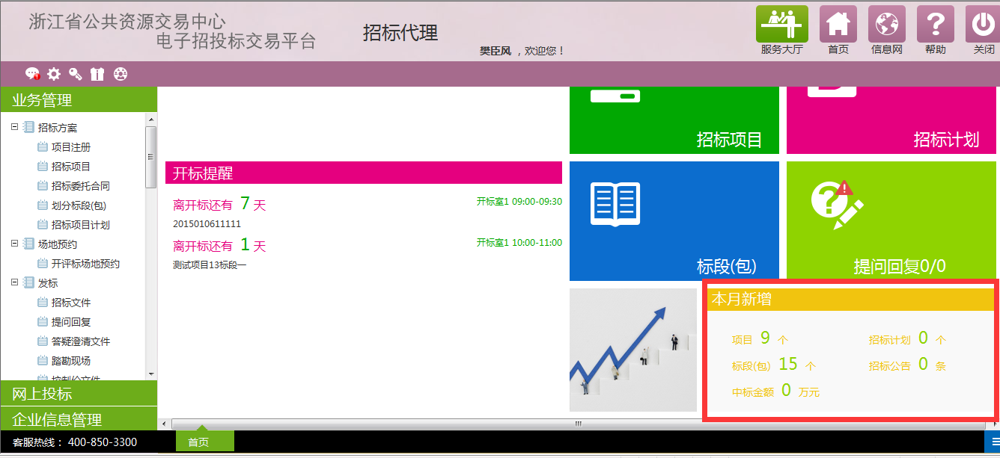 浙江省公共资源交易中心
电子招投标交易平台
招标代理
樊臣风 ，欢迎您！
服务大厅
首页
信息网
帮助
关闭
业务管理
招标方案
项目注册
招标项目
招标委托合同
划分标段(包)
招标项目计划
场地预约
开评标场地预约
发标
招标文件
提问回复
答疑澄清文件
踏勘现场
控制价文件
网上投标
企业信息管理
开标提醒
离开标还有 7 天
开标室1 09:00-09:30
2015010611111
离开标还有 1 天
开标室1 10:00-11:00
测试项目13标段一
招标项目
招标计划
标段(包)
提问回复0/0
本月新增
项目 9 个
招标计划 0 个
标段(包) 15 个
招标公告 0 条
中标金额 0 万元
客服热线： 400-850-3300
首页